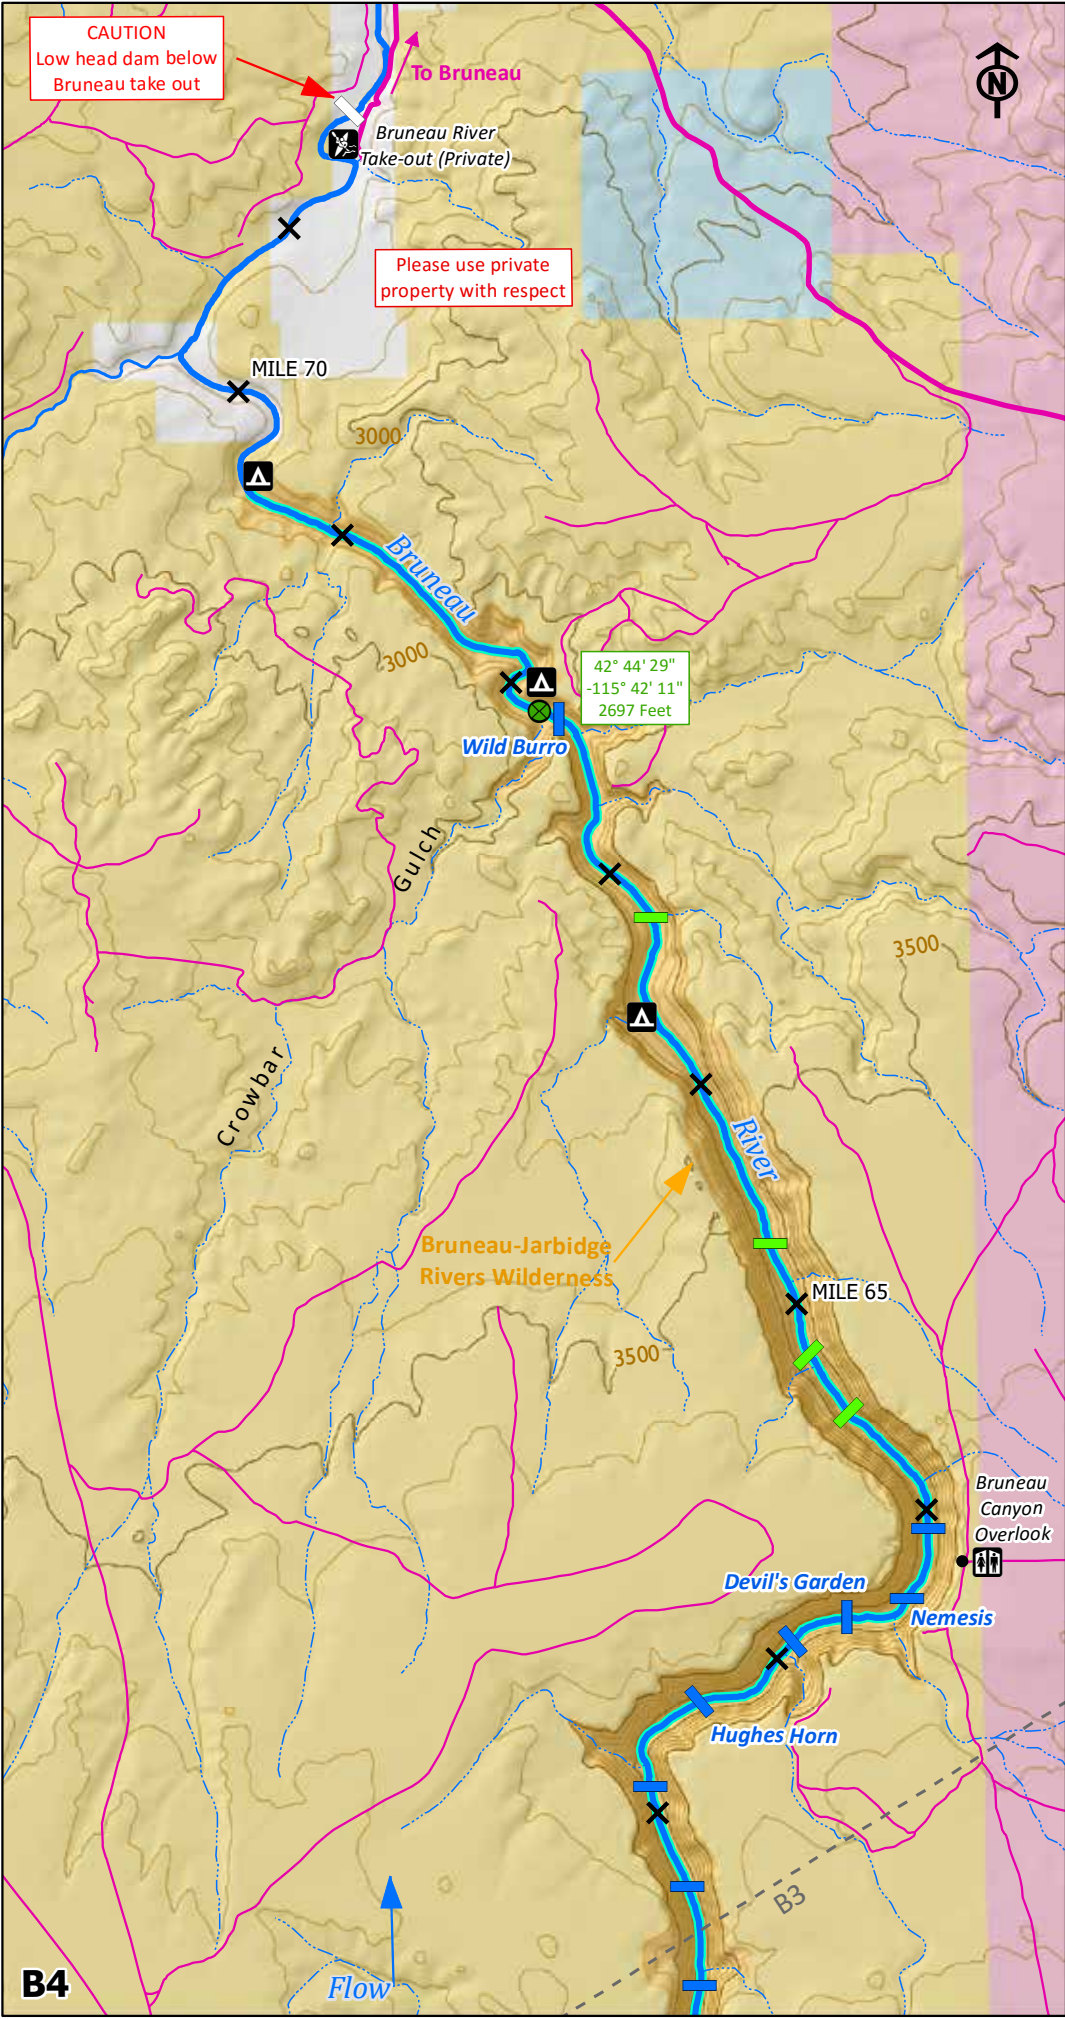 CAUTION
Low head dam below
Bruneau take out
To Bruneau
N
Bruneau River
Take-out (Private)
Please use private
property with respect
MILE 70
3000
Bruneau
3000
42° 44' 29"
-115° 42' 11"
2697 Feet
Wild Burro
Gulch
3500
Crowbar
River
Bruneau-Jarbidge
Rivers Wilderness
MILE 65
3500
Bruneau
Canyon
Overlook
Devil's Garden
Nemesis
Hughes Horn
B3
Flow
B4